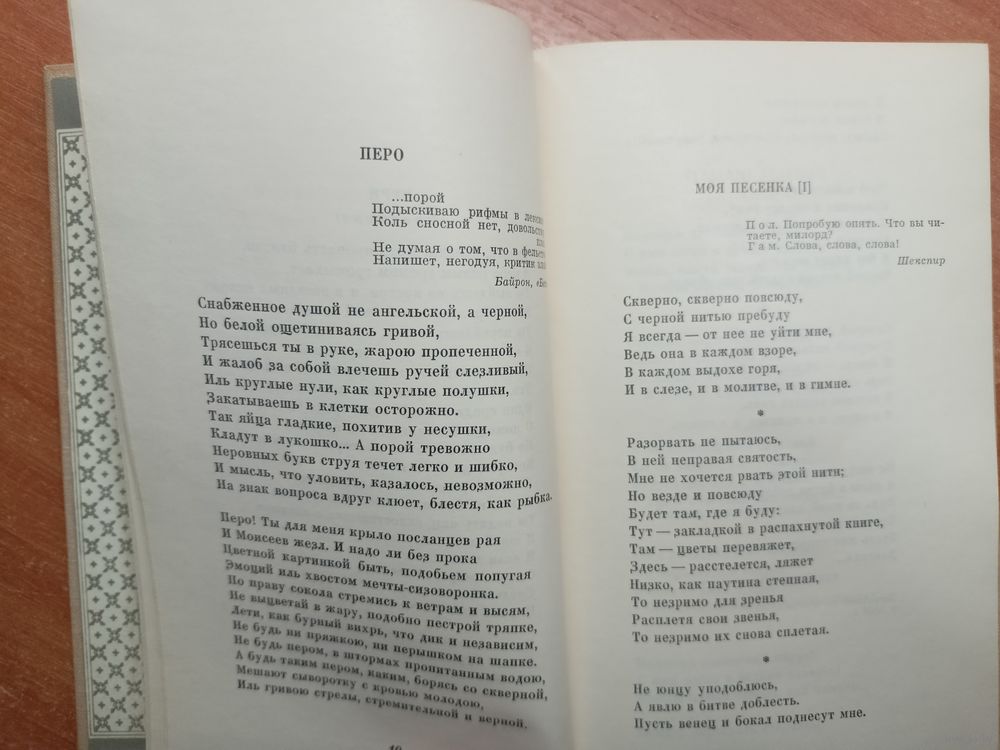 ПЕРО
...порой
Подыскиваю рифмы в
Коль сносной нет,
Не думая о том, что в
Напишет, негодуя, критик
Байрон,
Снабженное душой не ангельской, а черной,
Но белой ощетиниваясь гривой,
Трясешься ты в руке, жарою пропеченной,
И жалоб за собой влечешь ручей слезливый,
Иль круглые нули, как круглые полушки,
Закатываешь в клетки осторожно.
Так яйца гладкие, похитив у несушки,
Кладут в лукошко... А порой тревожно
Неровных букв струя течет легко и шибко,
И мысль, что уловить, казалось, невозможно,
На знак вопроса вдруг клюет, блестя, как рыбка.
Перо! Ты для меня крыло посланцев рая
И Моисеев жезл. И надо ли без прока
Цветной картинкой быть, подобьем попугая
Эмоций иль хвостом мечты-сизоворонка.
По праву сокола стремись к ветрам и высям,
Не выцветай в жару, подобно пестрой тряпке,
Лети, как бурный вихрь, что дик и независим,
Не будь ни пряжкою, ни перышком на шапке.
Не будь пером, в штормах пропитанным водою,
А будь таким пером, каким, борясь со скверной,
Мешают сыворотку с кровью молодою,
Иль гривою стрелы, стремительной и верной.
МОЯ ПЕСЕНКА [I]
Пол. Попробую опять. Что вы чи-
таете, милорд?
Гам. Слова, слова, слова!
Шекспир
Скверно, скверно повсюду,
С черной нитью пребуду
Я всегда — от нее не уйти мне,
Ведь она в каждом взоре,
В каждом выдохе горя,
И в слезе, и в молитве, и в гимне.
*
Разорвать не пытаюсь,
В ней неправая святость,
Мне не хочется рвать этой нити;
Но везде и повсюду
Будет там, где я буду:
Тут — закладкой в распахнутой книге,
Там — цветы перевяжет,
Здесь — расстелется, ляжет
Низко, как паутина степная,
То незримо для зренья
Расплетя свои звенья,
То незримо их снова сплетая.
*
Не юнцу уподоблюсь,
А явлю в битве доблесть.
Пусть венец и бокал поднесут мне.